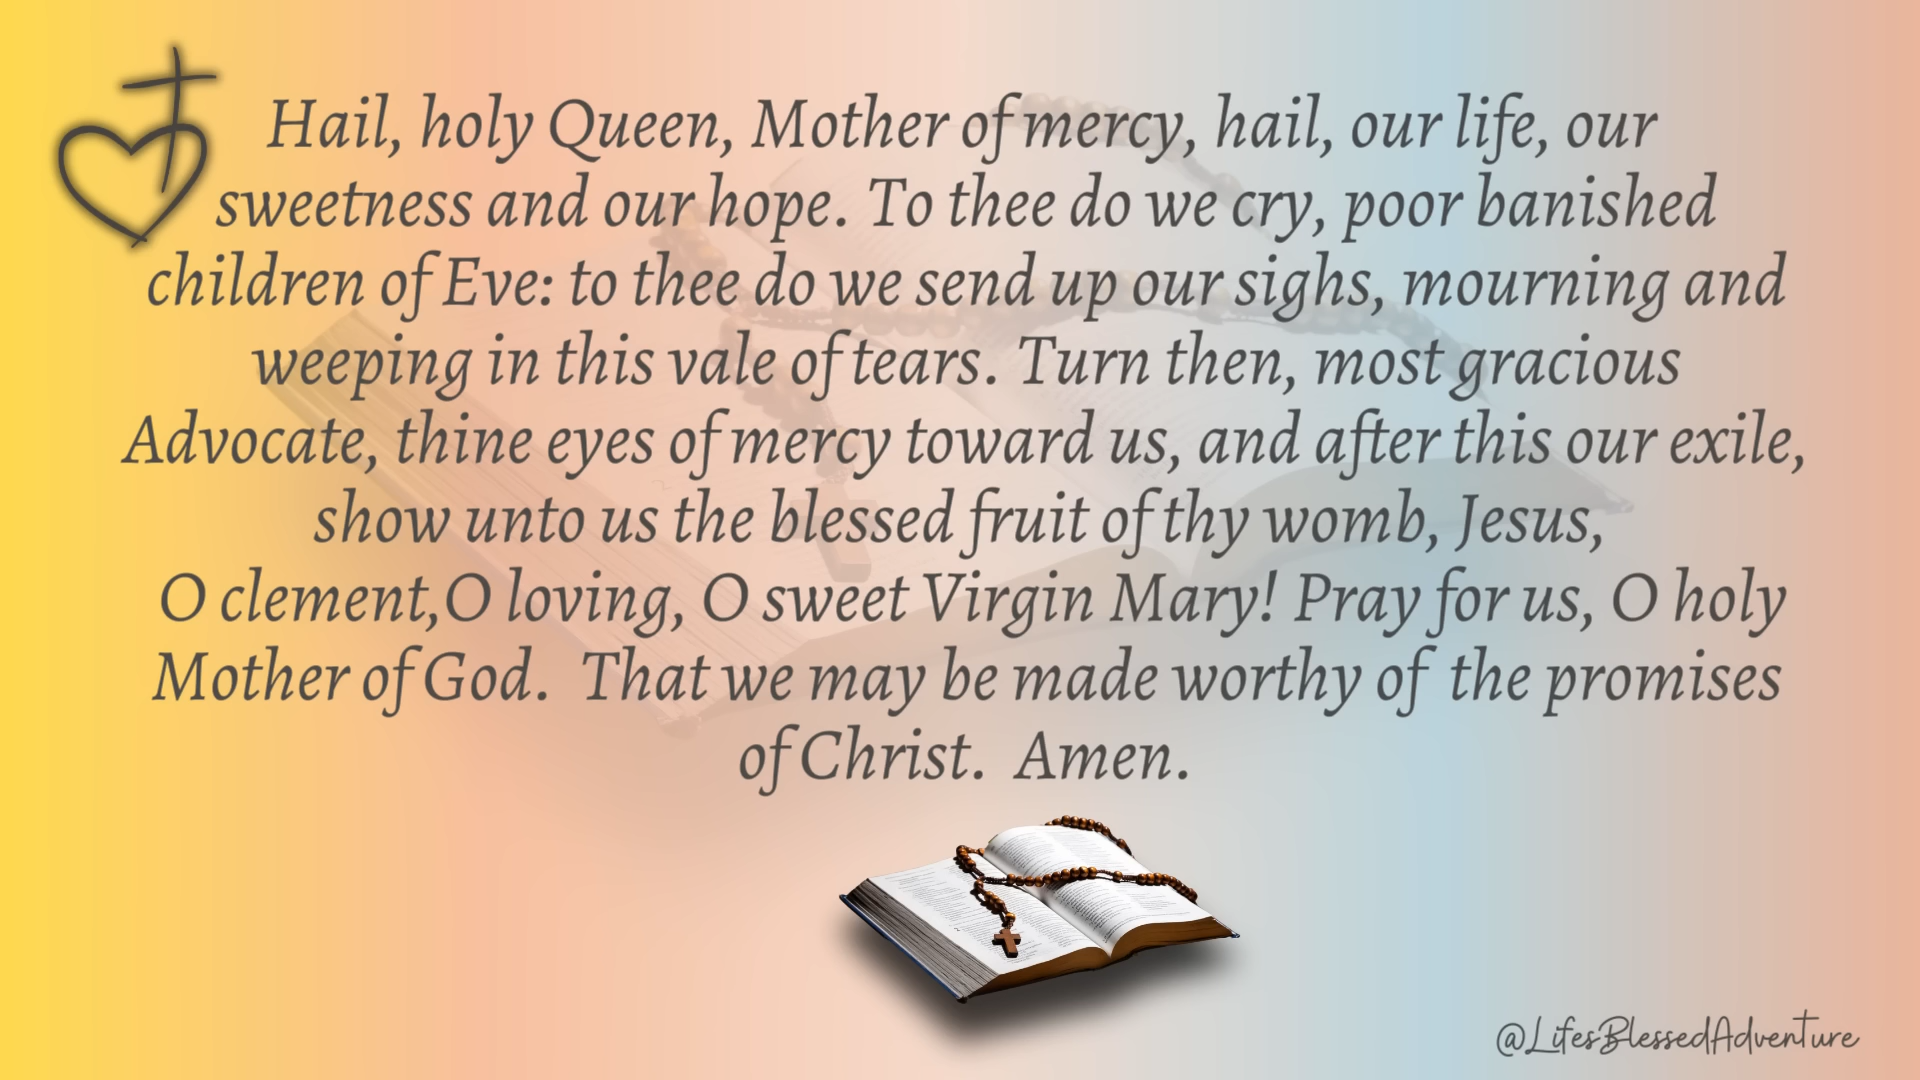 Hail, holy Queen, Mother of mercy, hail, our life, our
sweetness and our hope. To thee do we cry, poor banished
children of Eve: to thee do we send up our sighs, mourning and
weeping in this vale of tears. Turn then, most gracious
Advocate, thine eyes of mercy toward us, and after this our exile,
show unto us the blessed fruit of thy womb, Jesus,
O clement,O loving, O sweet Virgin Mary! Pray for us, O holy
Mother of God. That we may be made worthy of the promises
of Christ. Amen.
@LifesBlessedAdventure